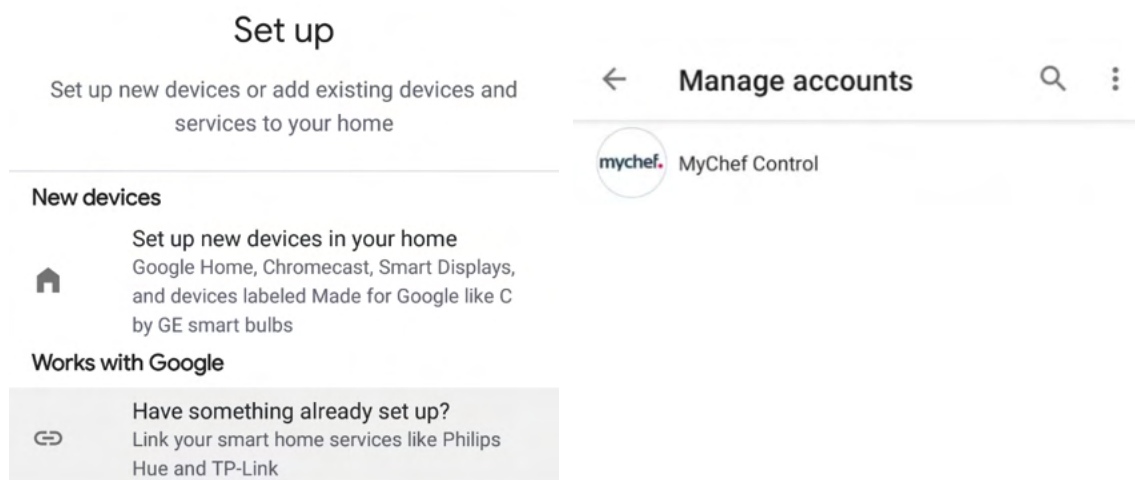 Set up
Set up new devices or add existing devices and
services to your home
New devices
Set up new devices in your home
Google Home, Chromecast, Smart Displays,
and devices labeled Made for Google like C
by GE smart bulbs
Works with Google
Have something already set up?
Link your smart home services like Philips
Hue and TP-Link
Manage accounts
mychef.
MyChef Control